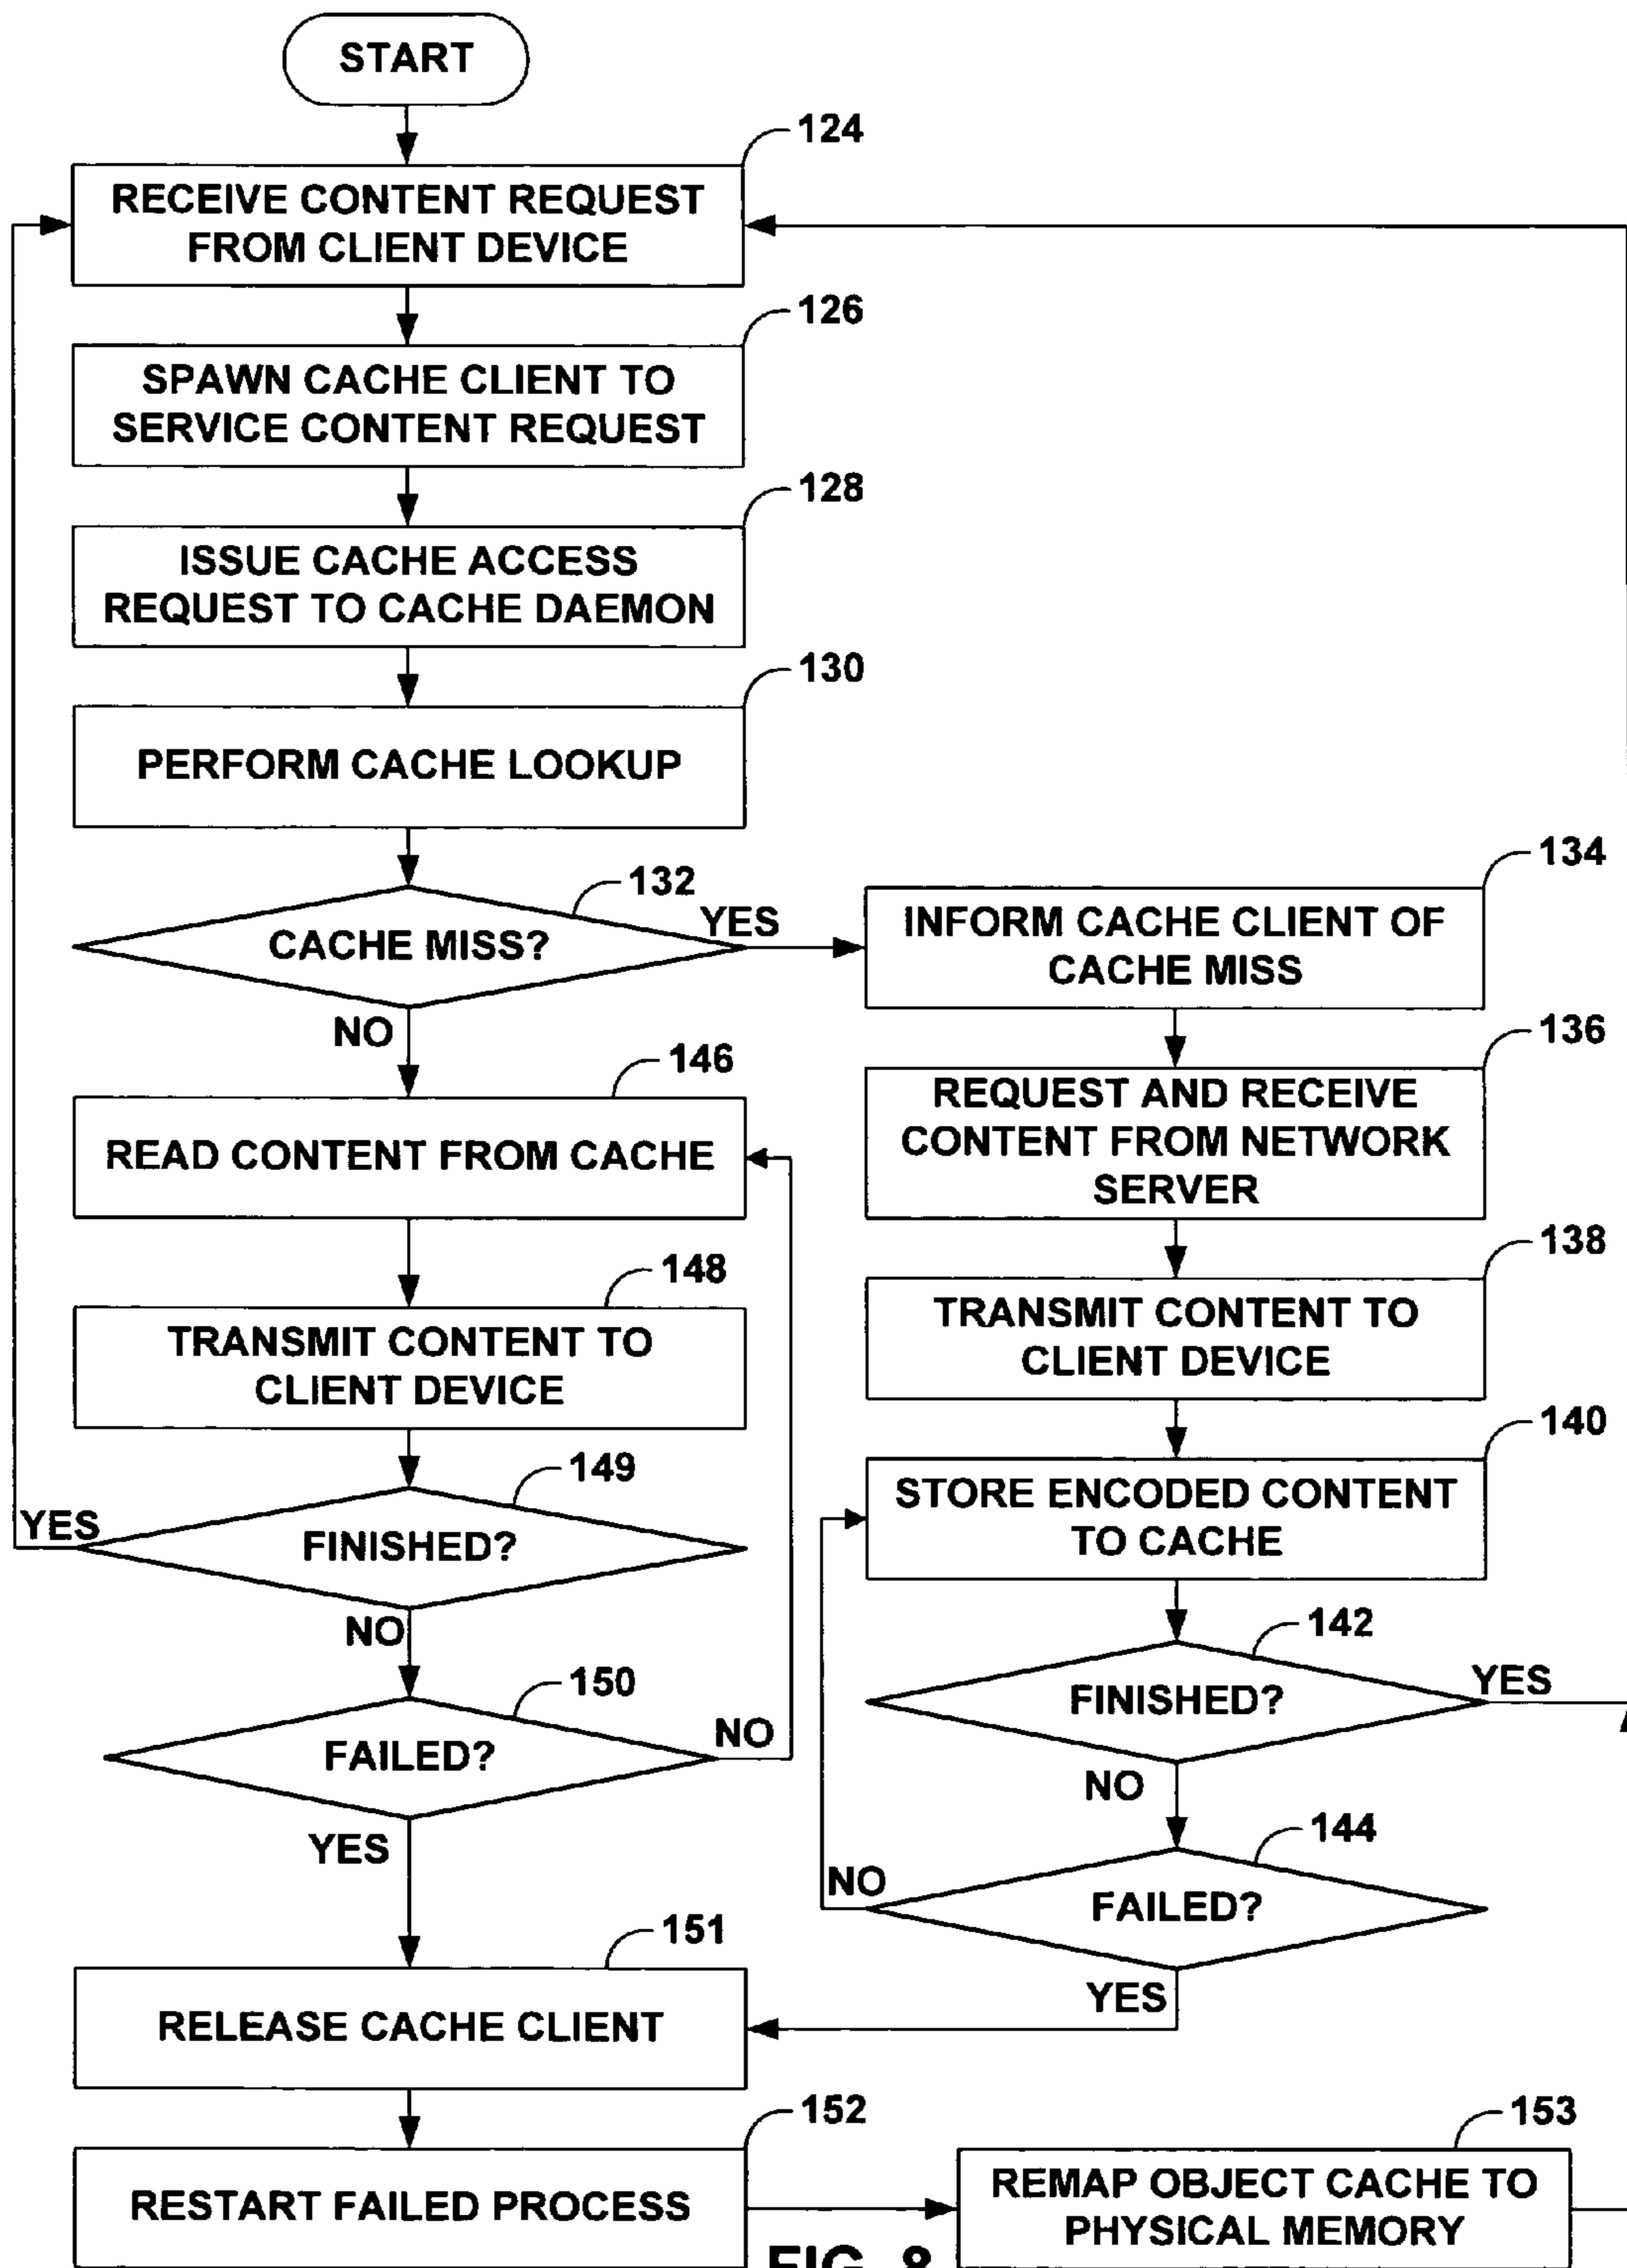 START
124
RECEIVE CONTENT REQUEST
FROM CLIENT DEVICE
126
SPAWN CACHE CLIENT TO
SERVICE CONTENT REQUEST
128
ISSUE CACHE ACCESS
REQUEST TO CACHE DAEMON
130
PERFORM CACHE LOOKUP
132
CACHE MISS?
YES
NO
134
INFORM CACHE CLIENT OF
CACHE MISS
136
REQUEST AND RECEIVE
CONTENT FROM NETWORK
SERVER
138
TRANSMIT CONTENT TO
CLIENT DEVICE
140
STORE ENCODED CONTENT
TO CACHE
142
FINISHED?
YES
NO
144
FAILED?
NO
YES
146
READ CONTENT FROM CACHE
148
TRANSMIT CONTENT TO
CLIENT DEVICE
149
FINISHED?
YES
NO
150
FAILED?
NO
YES
151
RELEASE CACHE CLIENT
152
RESTART FAILED PROCESS
153
REMAP OBJECT CACHE TO
PHYSICAL MEMORY
FIG. 8